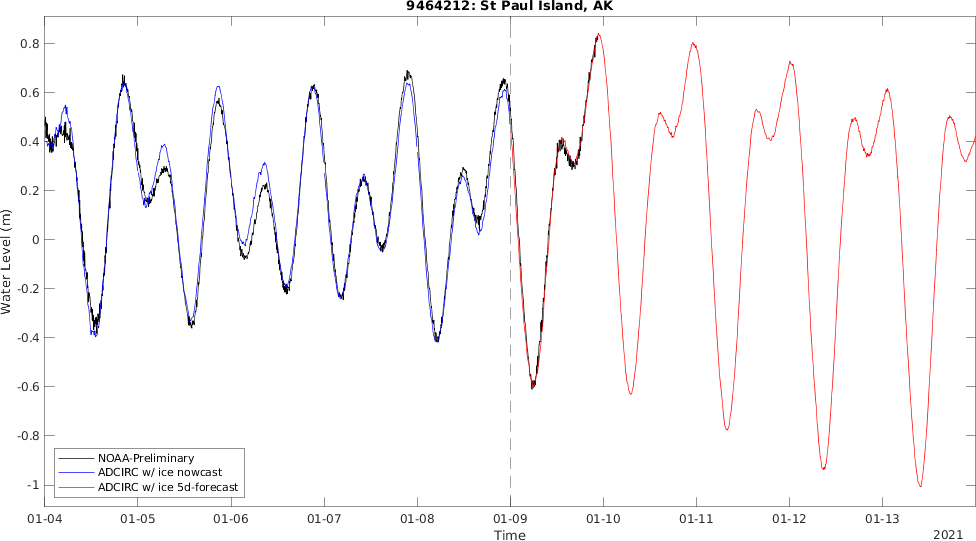 9464212: St Paul Island, AK
0.8
0.6
0.4
0.2
0
-0.2
-0.4
-0.6
-0.8
-1
Water Level (m)
NOAA-Preliminary
ADCIRC w/ ice nowcast
ADCIRC w/ ice 5d-forecast
01-04 01-05 01-06 01-07 01-08 01-09 01-10 01-11 01-12 01-13
Time
2021